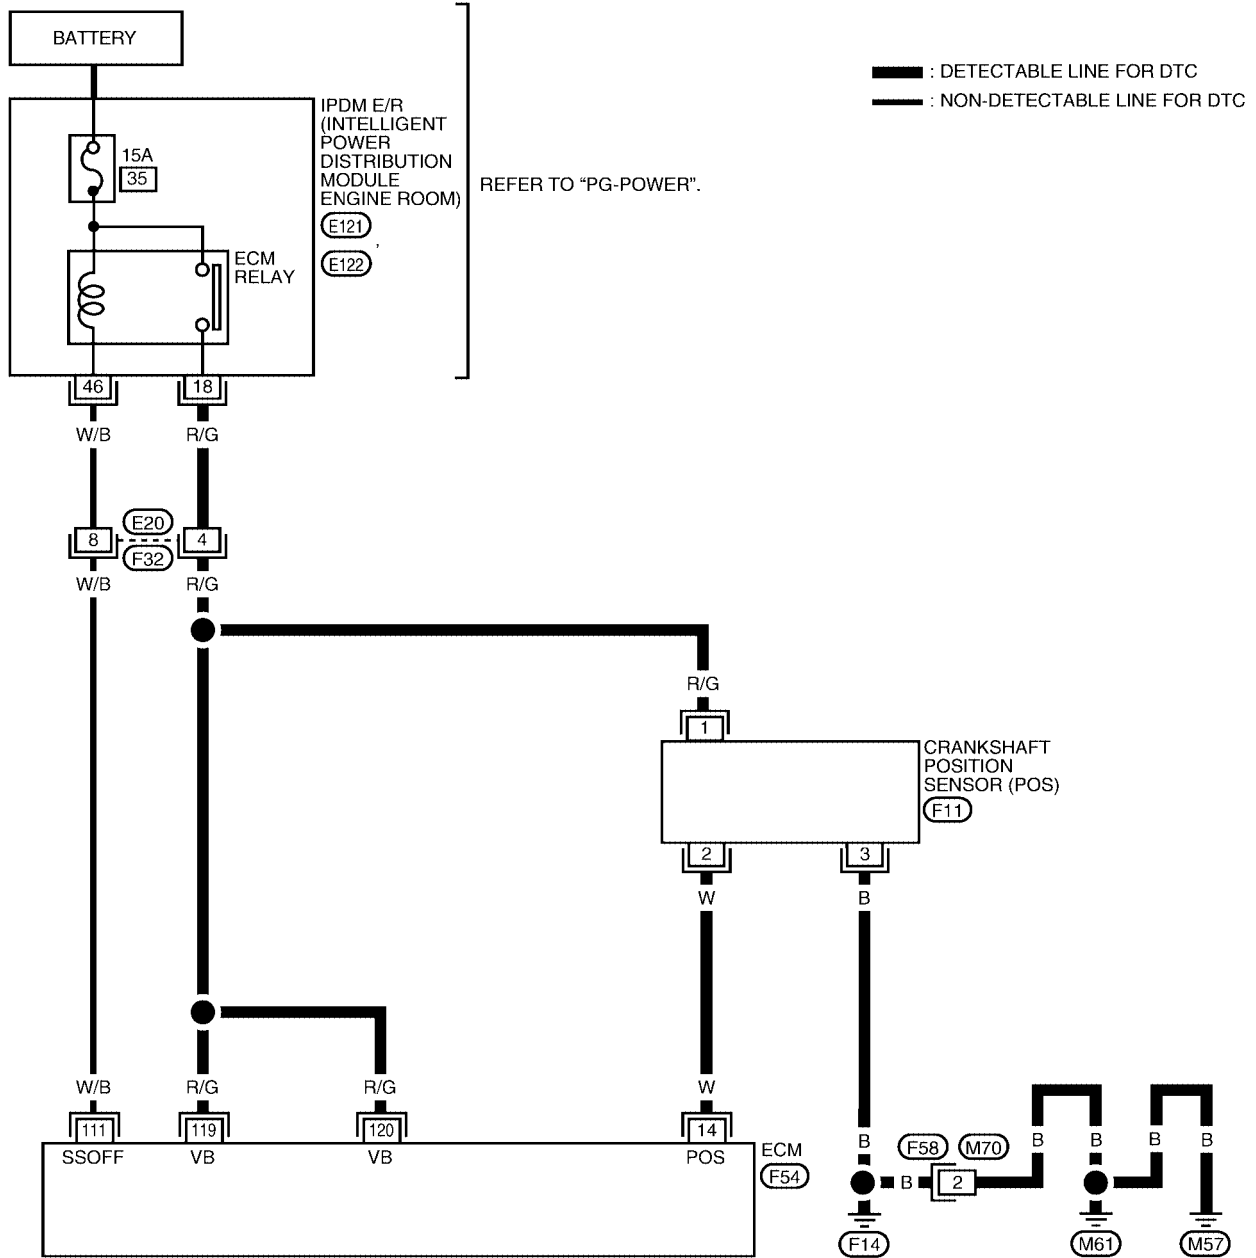 BATTERY
: DETECTABLE LINE FOR DTC
: NON-DETECTABLE LINE FOR DTC
IPDM E/R
(INTELLIGENT
POWER
DISTRIBUTION
MODULE
ENGINE ROOM)
E121
,
E122
REFER TO “PG-POWER”.
15A
35
ECM
RELAY
46
18
W/B
R/G
8
E20
F32
4
W/B
R/G
R/G
1
CRANKSHAFT
POSITION
SENSOR (POS)
F11
2
3
W
B
W/B
R/G
R/G
W
111
119
120
14
SSOFF
VB
VB
POS
ECM
F54
B
B
F58
M70
2
B
B
B
B
F14
M61
M57